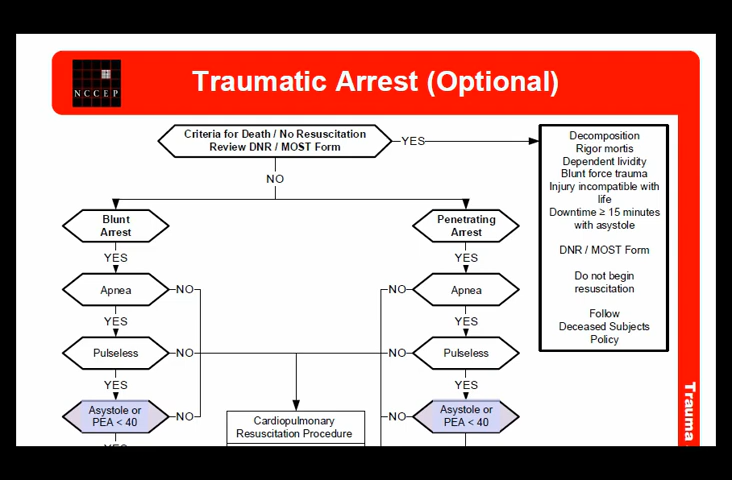 Traumatic Arrest (Optional)
NCCEP
Criteria for Death / No Resuscitation
Review DNR / MOST Form
YES
Decomposition
Rigor mortis
Dependent lividity
Blunt force trauma
Injury incompatible with
life
Downtime ≥ 15 minutes
with asystole
DNR / MOST Form
Do not begin
resuscitation
Follow
Deceased Subjects
Policy
NO
Blunt
Arrest
Penetrating
Arrest
YES
YES
Apnea
NO
NO
Apnea
YES
YES
Pulseless
NO
NO
Pulseless
YES
YES
Asystole or
PEA < 40
NO
NO
Asystole or
PEA < 40
Cardiopulmonary
Resuscitation Procedure
YES
Trauma